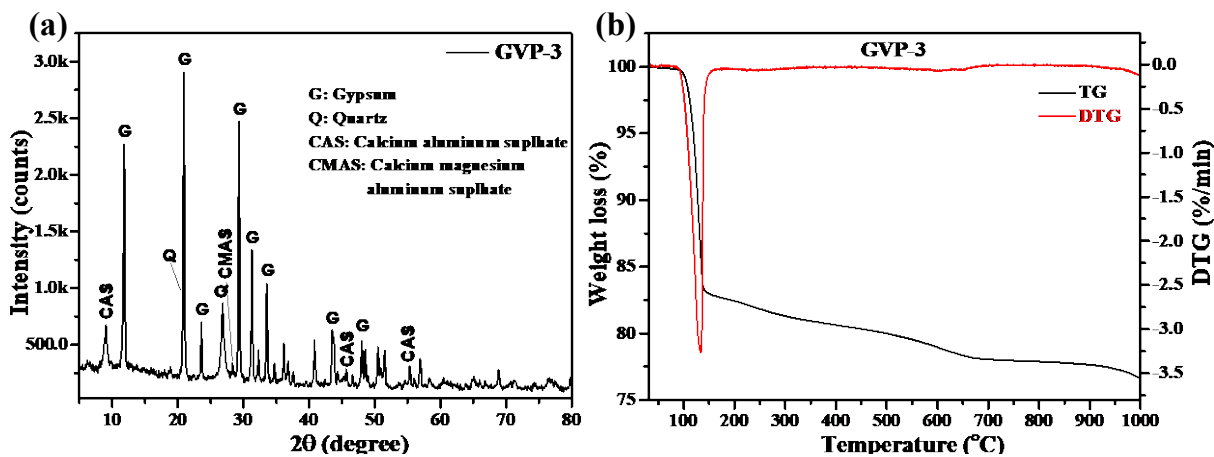 (a)
GVP-3
G: Gypsum
Q: Quartz
CAS: Calcium aluminum suplhate
CMAS: Calcium magnesium
aluminum suplhate
Intensity (counts)
3.0k
2.5k
2.0k
1.5k
1.0k
500.0
CAS
G
Q
G
G
Q
CMAS
G
G
G
G
CAS
G
CAS
10 20 30 40 50 60 70 80
2θ (degree)
(b)
GVP-3
TG
DTG
Weight loss (%)
100
95
90
85
80
75
DTG (%/min)
0.0
-0.5
-1.0
-1.5
-2.0
-2.5
-3.0
-3.5
100 200 300 400 500 600 700 800 900 1000
Temperature (°C)